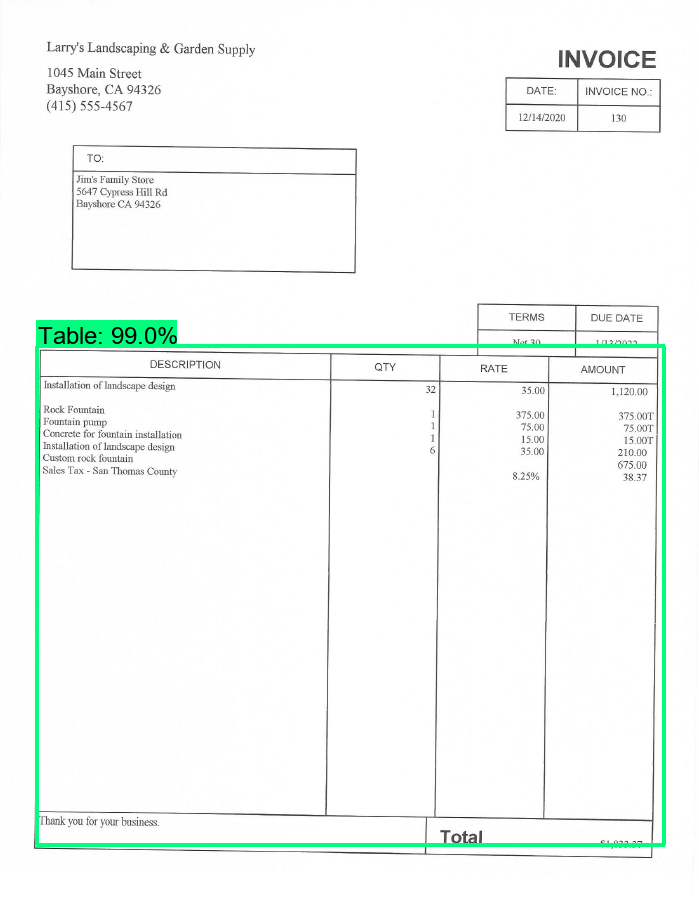 Larry's Landscaping & Garden Supply
INVOICE
1045 Main Street
Bayshore, CA 94326
(415) 555-4567
DATE: INVOICE NO.:
12/14/2020 130
TO:
Jim's Family Store
5647 Cypress Hill Rd
Bayshore CA 94326
TERMS DUE DATE
Net 30
Table: 99.0%
DESCRIPTION QTY RATE AMOUNT
Installation of landscape design 32 35.00 1,120.00
Rock Fountain 1 375.00 375.00T
Fountain pump 1 75.00 75.00T
Concrete for fountain installation 1 15.00 15.00T
Installation of landscape design 6 35.00 210.00
Custom rock fountain 675.00
Sales Tax - San Thomas County 8.25% 38.37
Thank you for your business.
Total